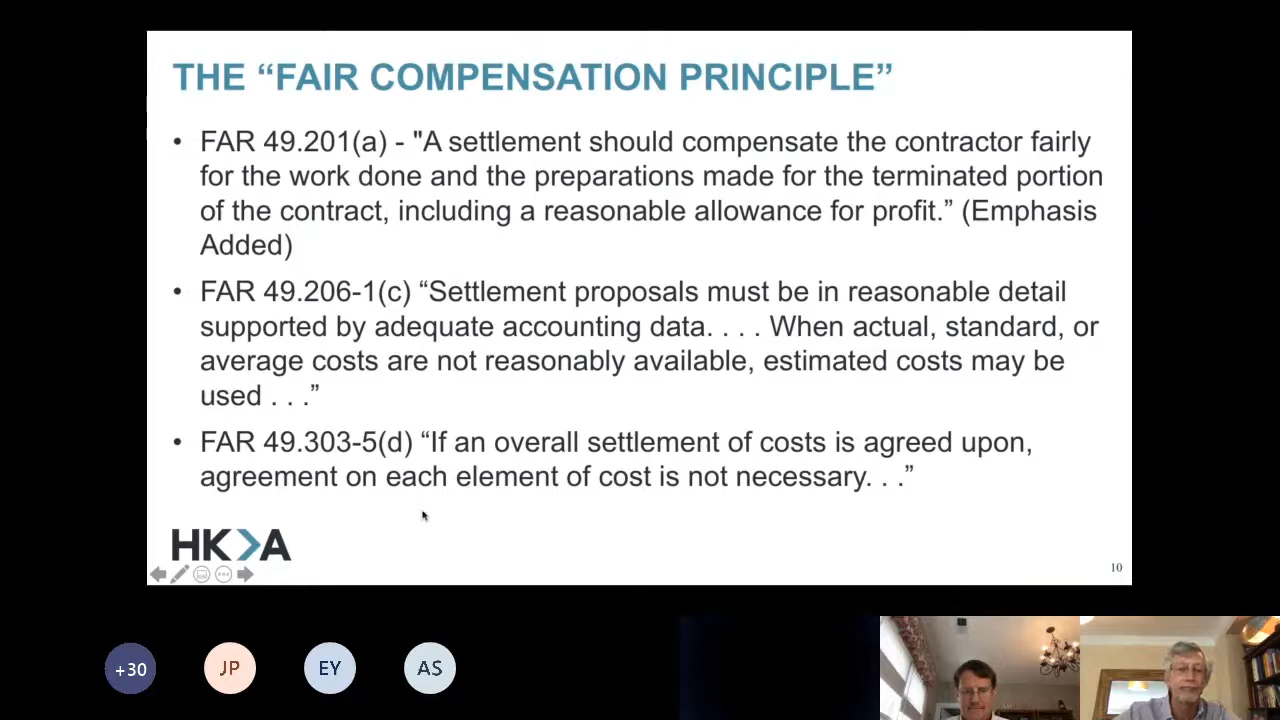 THE “FAIR COMPENSATION PRINCIPLE”
• FAR 49.201(a) - "A settlement should compensate the contractor fairly
for the work done and the preparations made for the terminated portion
of the contract, including a reasonable allowance for profit.” (Emphasis
Added)
• FAR 49.206-1(c) “Settlement proposals must be in reasonable detail
supported by adequate accounting data. . . . When actual, standard, or
average costs are not reasonably available, estimated costs may be
used . . .”
• FAR 49.303-5(d) “If an overall settlement of costs is agreed upon,
agreement on each element of cost is not necessary. . .”
HKA
10
+30
JP
EY
AS